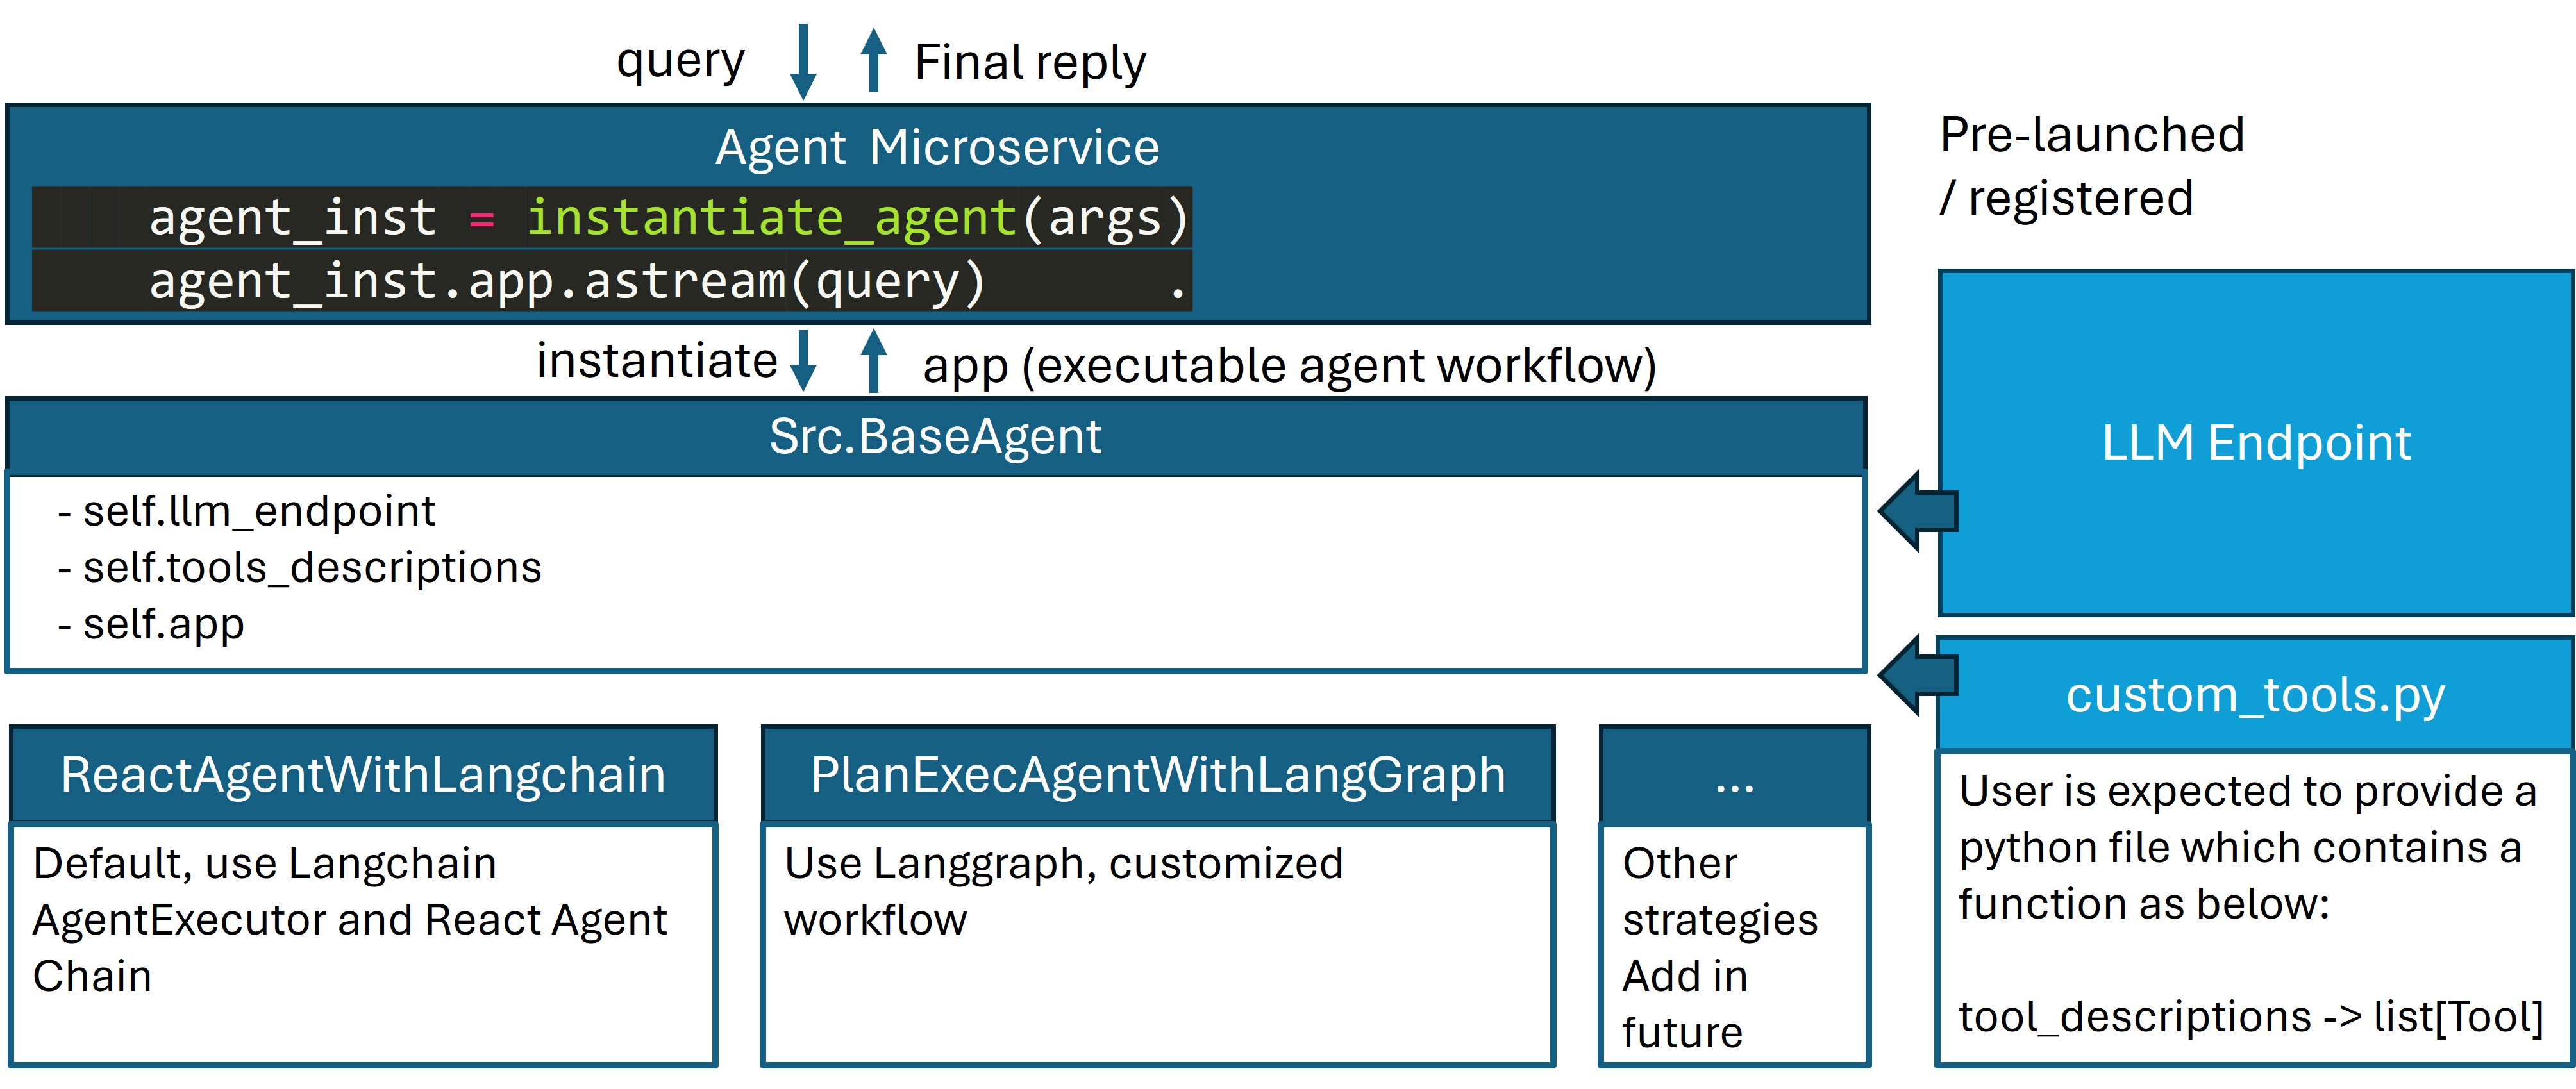 query
Final reply
Agent Microservice
agent_inst = instantiate_agent(args)
agent_inst.app.astream(query) .
instantiate
app (executable agent workflow)
Src.BaseAgent
- self.llm_endpoint
- self.tools_descriptions
- self.app
ReactAgentWithLangchain
Default, use Langchain
AgentExecutor and React Agent
Chain
PlanExecAgentWithLangGraph
Use Langgraph, customized
workflow
...
Other
strategies
Add in
future
Pre-launched
/ registered
LLM Endpoint
custom_tools.py
User is expected to provide a
python file which contains a
function as below:
tool_descriptions -> list[Tool]